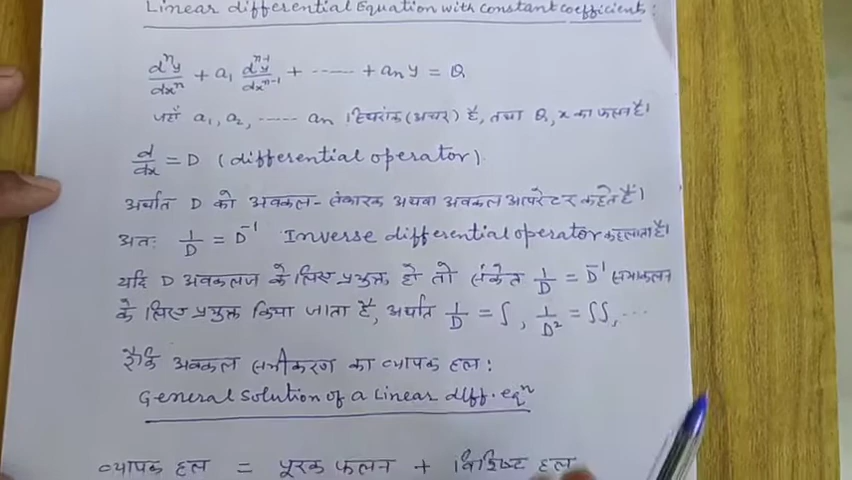 Linear differential Equation with constant coefficients:
dⁿy/dxⁿ + a₁ dⁿ⁻¹y/dxⁿ⁻¹ + ------ + aₙy = Q
जहाँ a₁, a₂, ------ an स्थिरांक (अचर) है, तथा Q, x का फलन है।
d/dx = D (differential operator)
अर्थात D को अवकल-संकारक अथवा अवकल आपरेटर कहते हैं।
अतः 1/D = D⁻¹ Inverse differential operator कहलाता है।
यदि D अवकलज के लिए प्रयुक्त हो तो संकेत 1/D = D⁻¹ समाकलन
के लिए प्रयुक्त किया जाता है, अर्थात 1/D = ∫, 1/D² = ∫∫, ...
रैखिक अवकल समीकरण का व्यापक हल:
General Solution of a Linear diff. eqⁿ
व्यापक हल = पूरक फलन + विशिष्ट हल